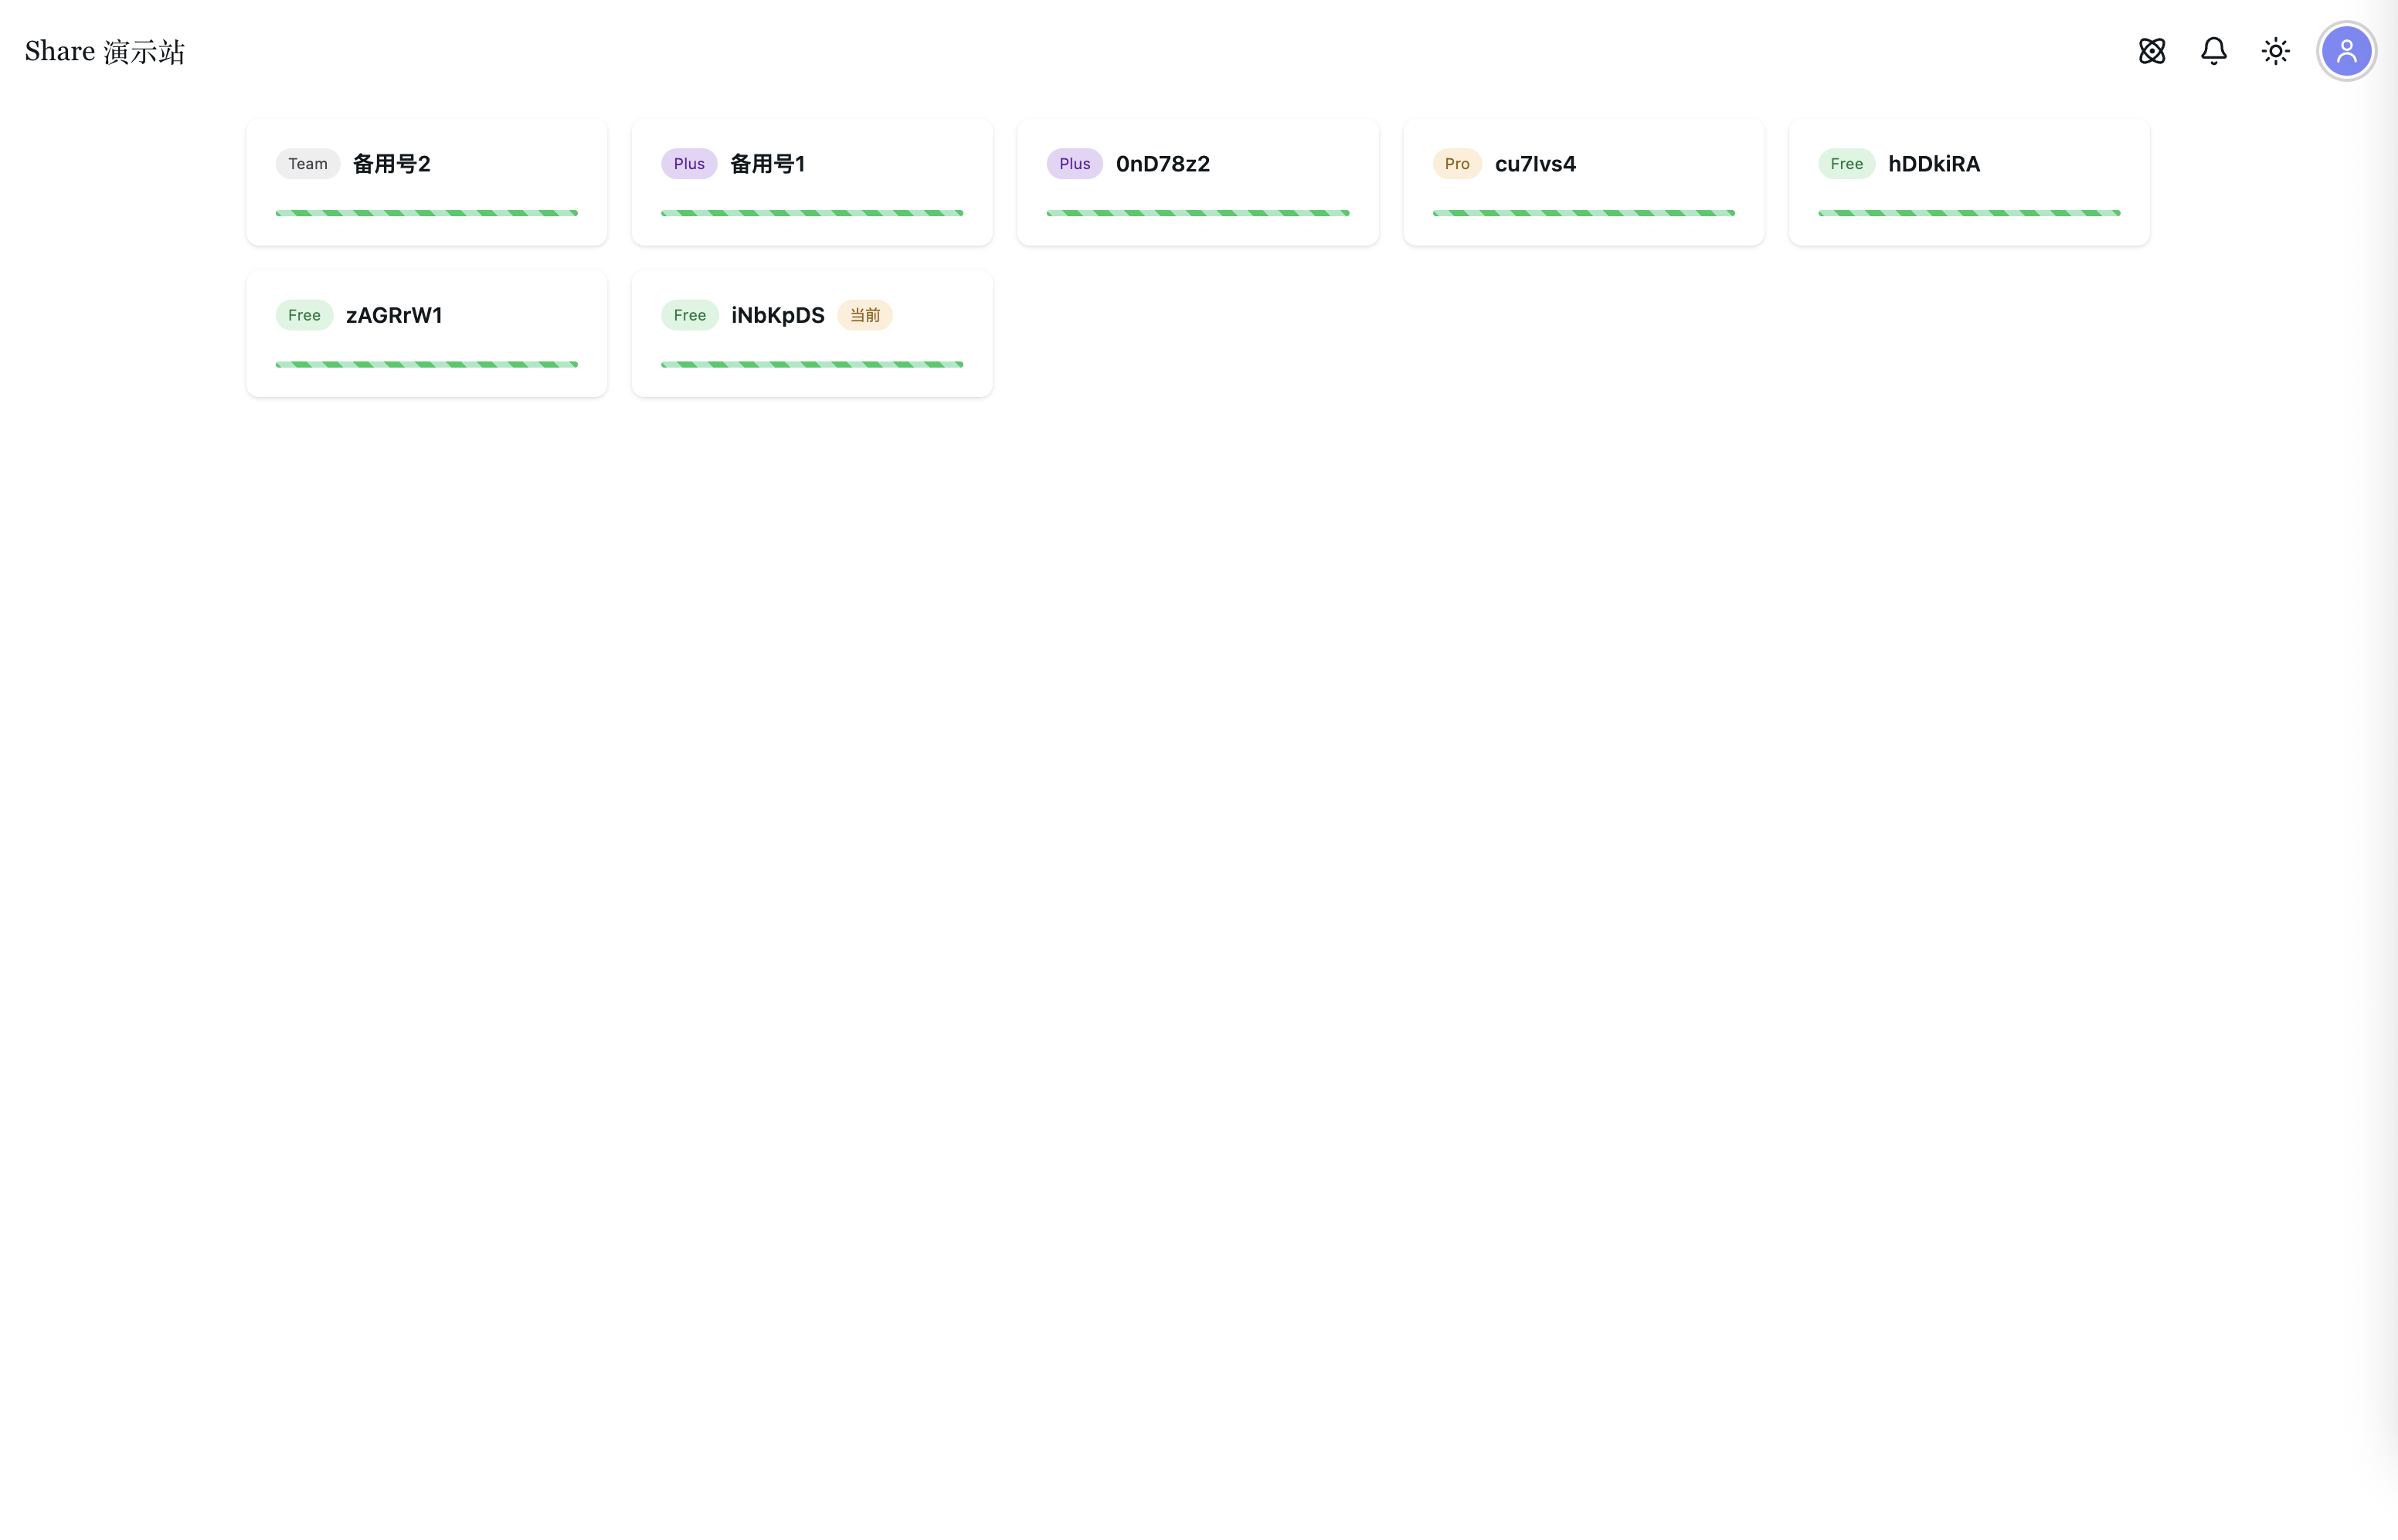 Share 演示站
Team 备用号2
Plus 备用号1
Plus 0nD78z2
Pro cu7lvs4
Free hDDkiRA
Free zAGRrW1
Free iNbKpDS 当前